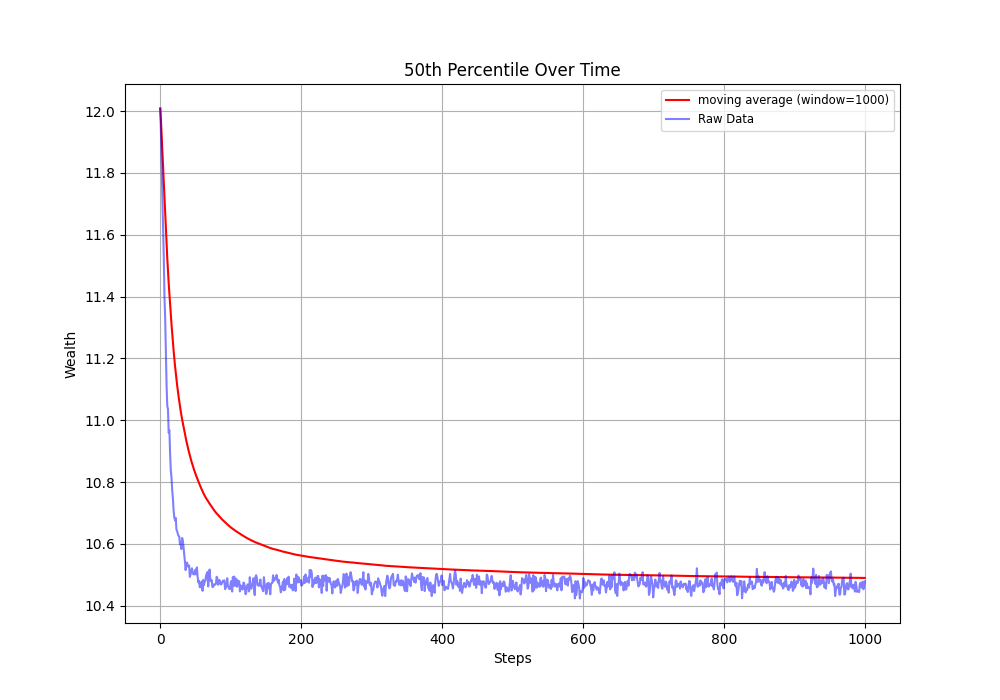 50th Percentile Over Time
moving average (window=1000)
Raw Data
Wealth
12.0
11.8
11.6
11.4
11.2
11.0
10.8
10.6
10.4
0 200 400 600 800 1000
Steps